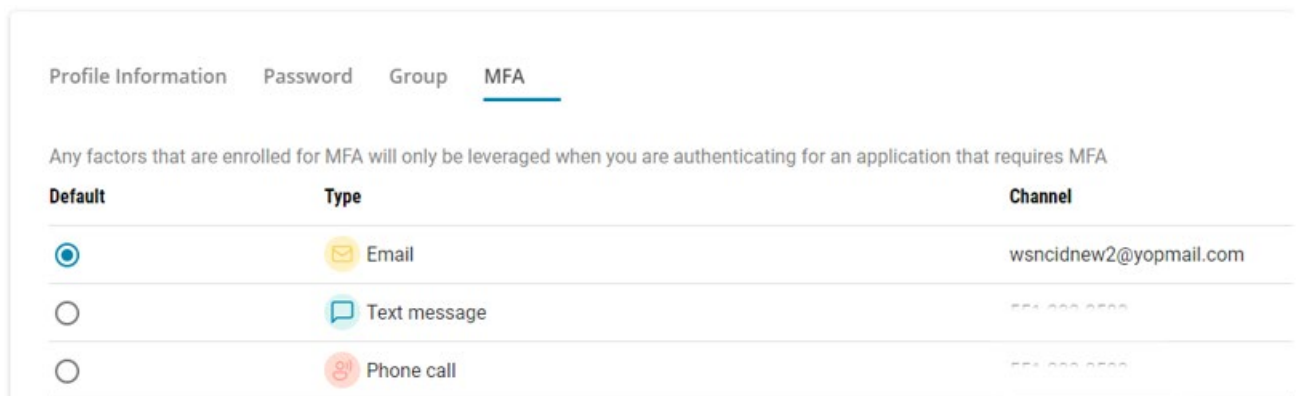 Profile Information Password Group MFA
Any factors that are enrolled for MFA will only be leveraged when you are authenticating for an application that requires MFA
Default Type Channel
Email wsncidnew2@yopmail.com
Text message
Phone call